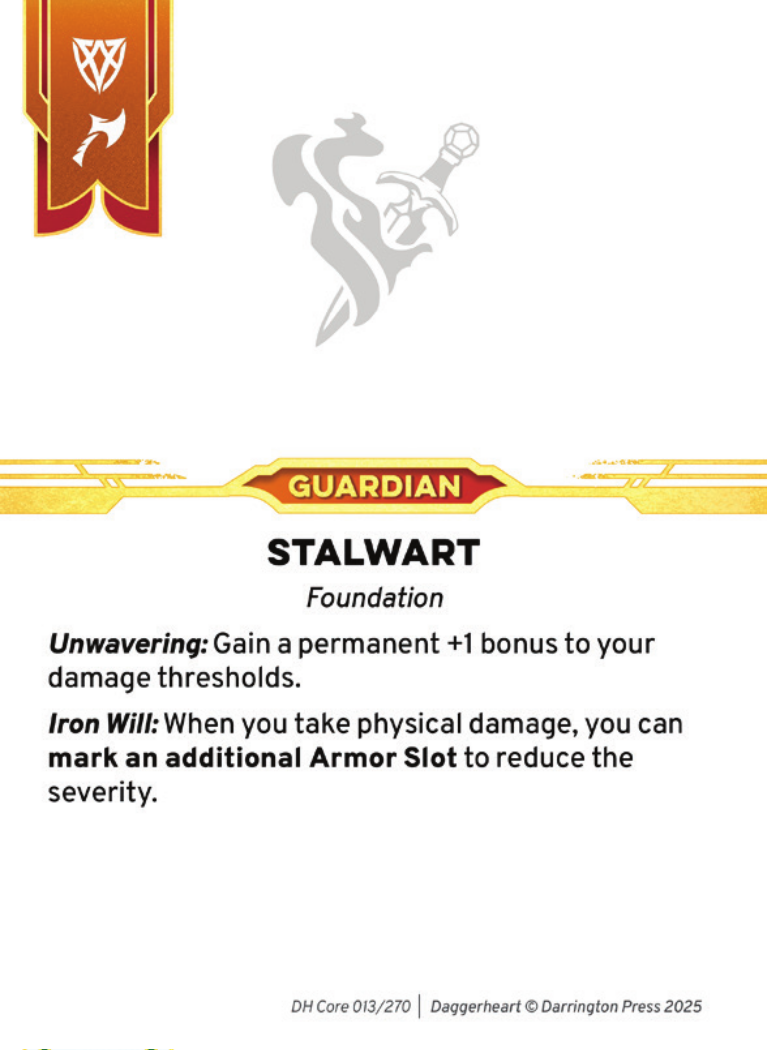 GUARDIAN
STALWART
Foundation
Unwavering: Gain a permanent +1 bonus to your
damage thresholds.
Iron Will: When you take physical damage, you can
mark an additional Armor Slot to reduce the
severity.
DH Core 013/270 | Daggerheart © Darrington Press 2025